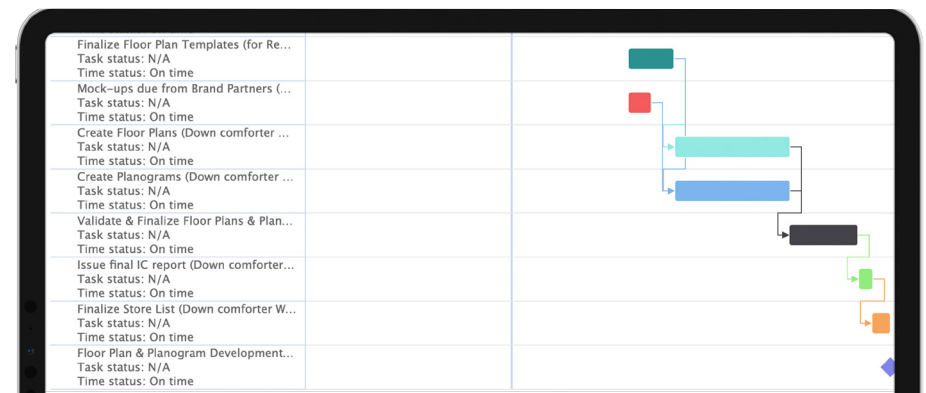 Finalize Floor Plan Templates (for Re...
Task status: N/A
Time status: On time
Mock-ups due from Brand Partners (...
Task status: N/A
Time status: On time
Create Floor Plans (Down comforter ...
Task status: N/A
Time status: On time
Create Planograms (Down comforter ...
Task status: N/A
Time status: On time
Validate & Finalize Floor Plans & Plan...
Task status: N/A
Time status: On time
Issue final IC report (Down comforter...
Task status: N/A
Time status: On time
Finalize Store List (Down comforter W...
Task status: N/A
Time status: On time
Floor Plan & Planogram Development...
Task status: N/A
Time status: On time